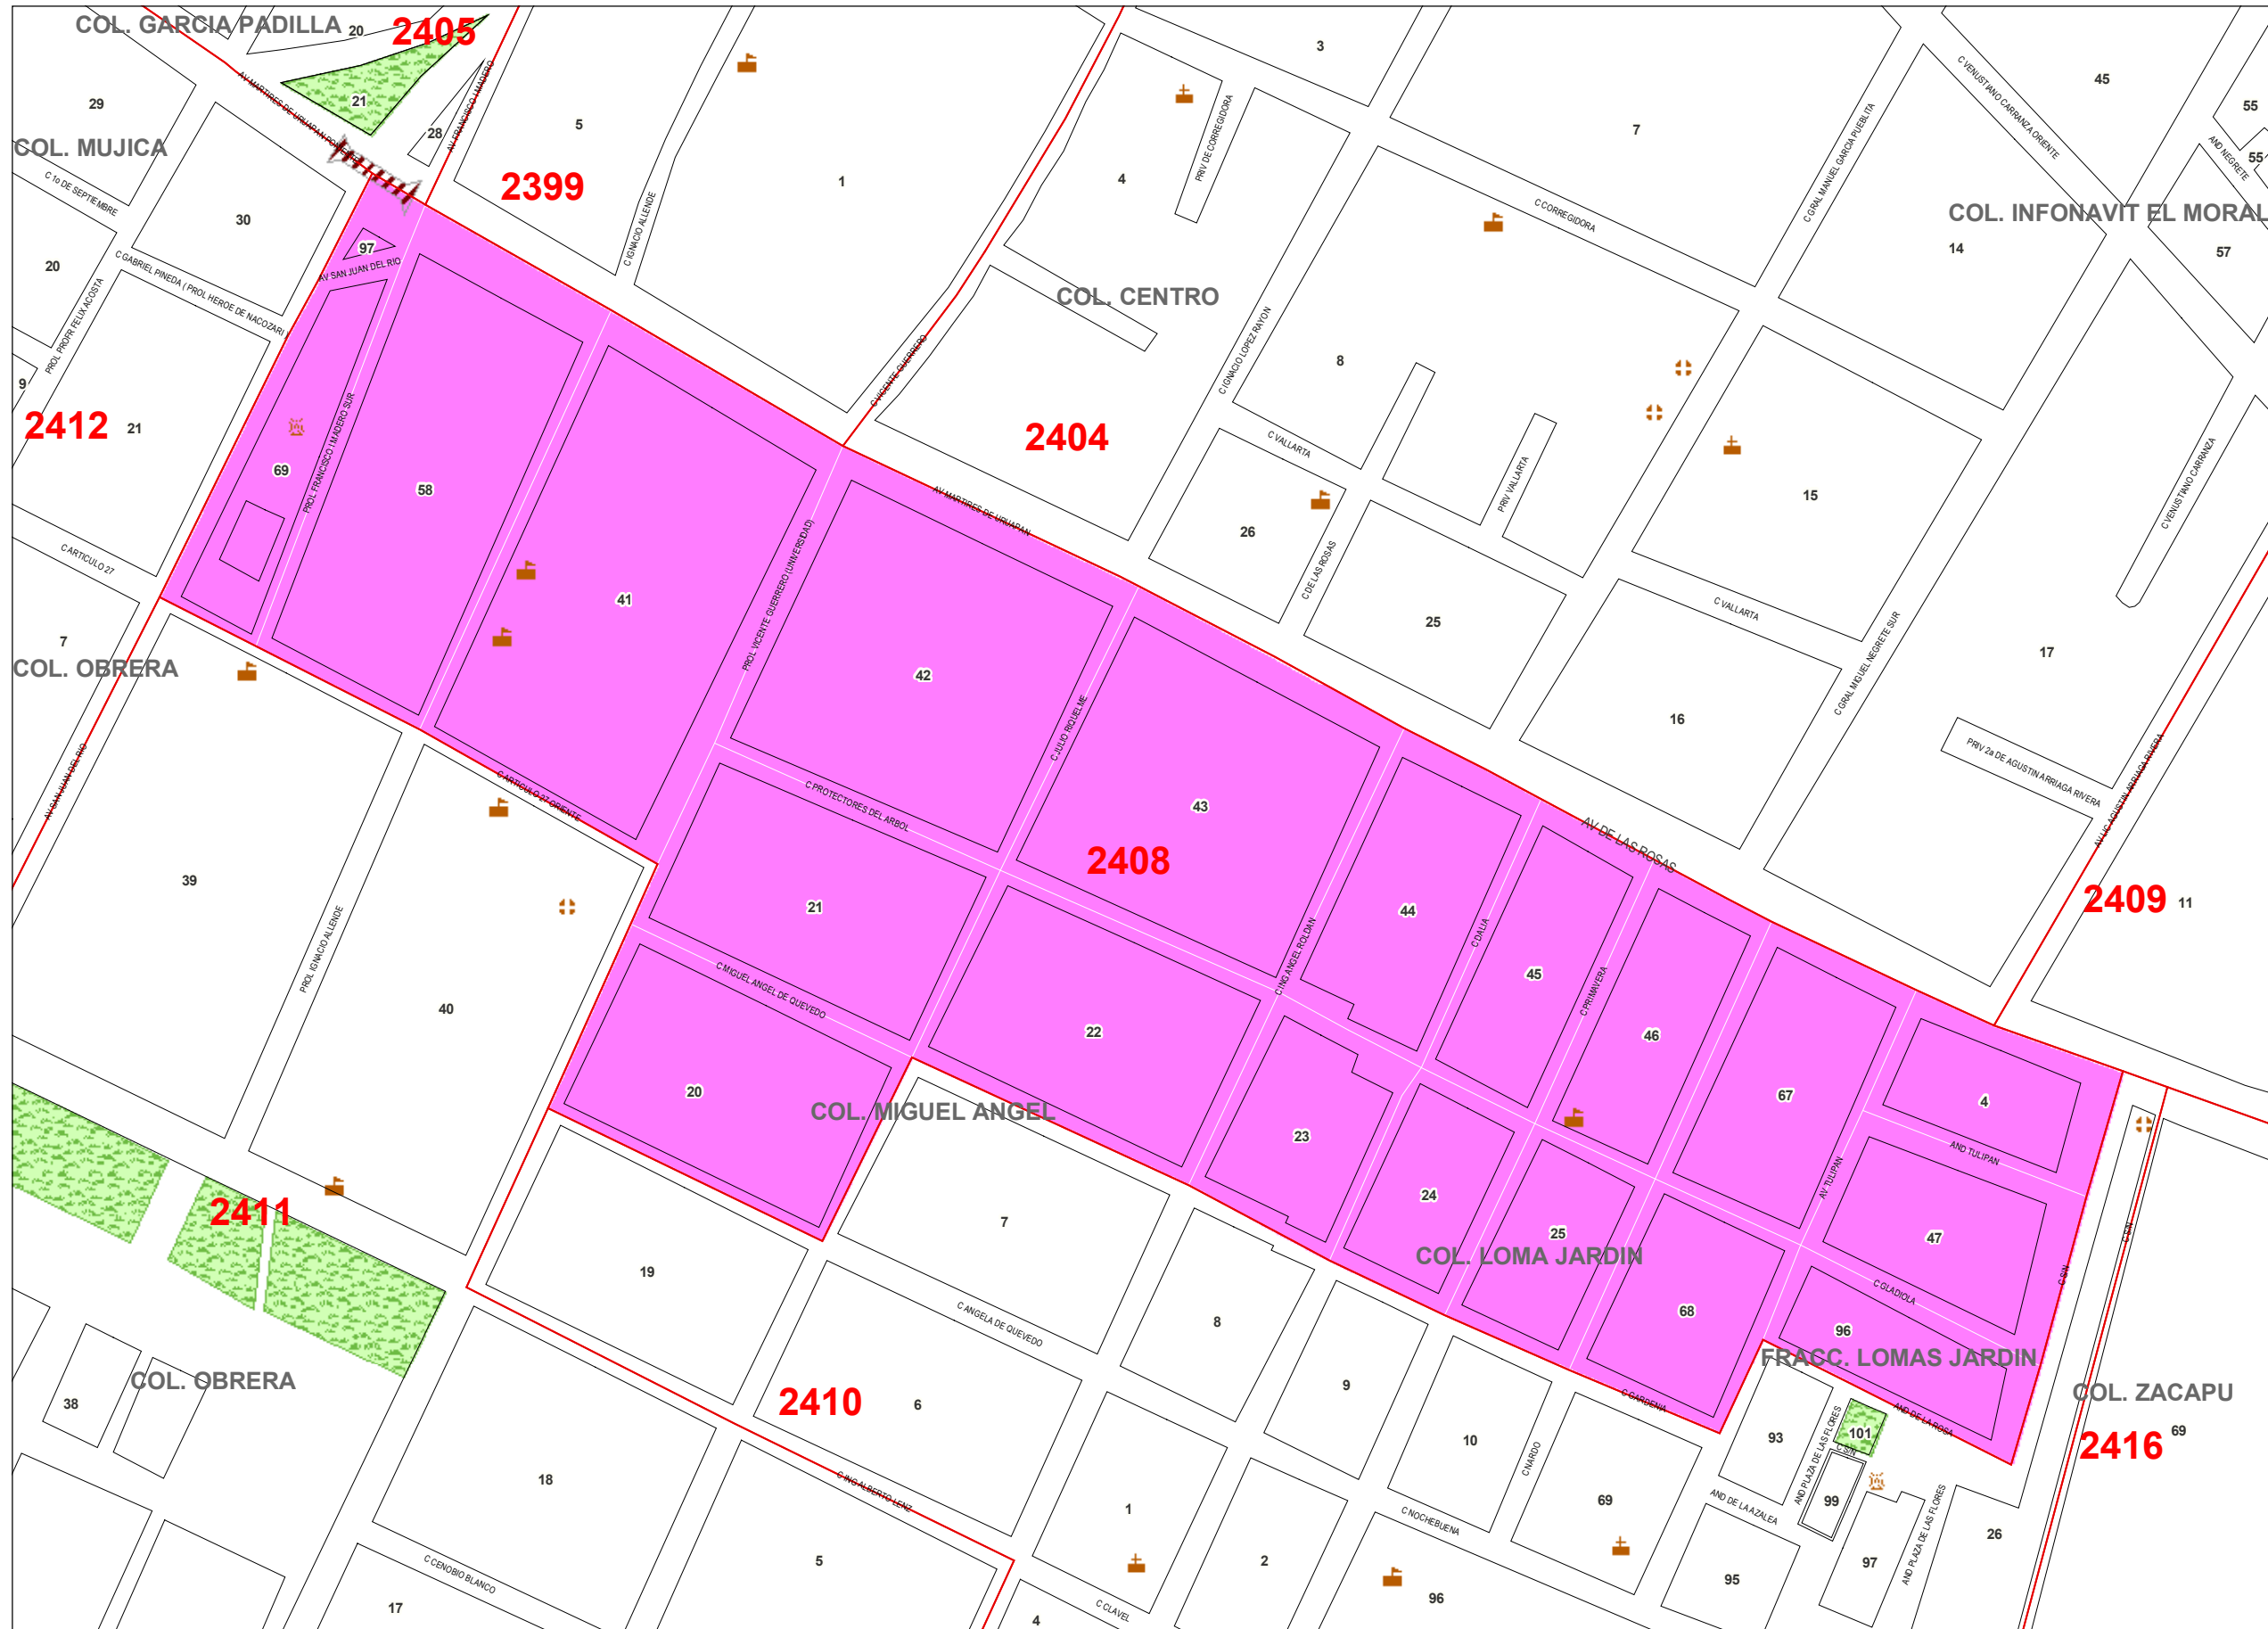 COL. GARCIA PADILLA
20
2405
3
45
29
21
28
5
1
4
7
55
55
AV MARTIRES DE URUAPAN PONIENTE
AV FRANCISCO I MADERO
PRIV DE CORREGIDORA
C GRAL MANUEL GARCIA PUEBLITA
C VENUSTIANO CARRANZA ORIENTE
AND NEGRETE
COL. MUJICA
2399
C 1o DE SEPTIEMBRE
30
C IGNACIO ALLENDE
C CORREGIDORA
COL. INFONAVIT EL MORAL
14
57
20
97
AV SAN JUAN DEL RIO
C GABRIEL PINEDA ( PROL HEROE DE NACOZARI )
PROL PROFR FELIX ACOSTA
COL. CENTRO
C IGNACIO LOPEZ RAYON
C VICENTE GUERRERO
8
9
2412
21
69
PROL FRANCISCO I MADERO SUR
58
2404
C VALLARTA
PRIV VALLARTA
15
C VENUSTIANO CARRANZA
AV MARTIRES DE URUAPAN
26
C DE LAS ROSAS
25
C VALLARTA
C ARTICULO 27
41
PROL VICENTE GUERRERO (UNIVERSIDAD)
7
COL. OBRERA
42
C JULIO RIQUELME
C GRAL MIGUEL NEGRETE SUR
17
16
PRIV 2a DE AGUSTIN ARRIAGA RIVERA
AV LIC AGUSTIN ARRIAGA RIVERA
AV SAN JUAN DEL RIO
C ARTICULO 27 ORIENTE
C PROTECTORES DEL ARBOL
43
2408
AV DE LAS ROSAS
39
21
44
C DALIA
2409
11
PROL IGNACIO ALLENDE
C MIGUEL ANGEL DE QUEVEDO
C ING ANGEL ROLDAN
45
C PRIMAVERA
40
22
46
67
4
20
COL. MIGUEL ANGEL
23
AND TULIPAN
AV TULIPAN
24
2411
7
25
47
COL. LOMA JARDIN
C S/N
C S/N
19
C GLADIOLA
68
C ANGELA DE QUEVEDO
8
96
FRACC. LOMAS JARDIN
COL. OBRERA
38
9
C GARDENIA
COL. ZACAPU
2410
6
AND DE LA ROSA
69
2416
10
93
AND PLAZA DE LAS FLORES
101
C S/N
C NARDO
18
C ING ALBERTO LENZ
69
99
AND DE LA AZALEA
1
C NOCHEBUENA
AND PLAZA DE LAS FLORES
26
5
2
97
C CENOBIO BLANCO
95
17
C CLAVEL
4
96